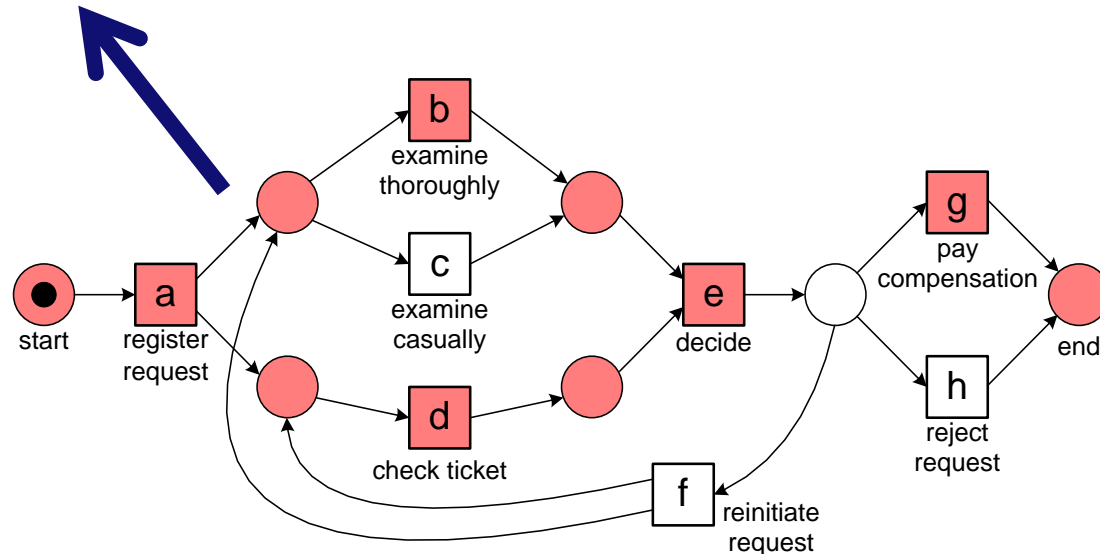 b
examine
thoroughly
g
pay
compensation
c
examine
casually
start
a
register
request
e
decide
end
h
reject
request
d
check ticket
f
reinitiate
request